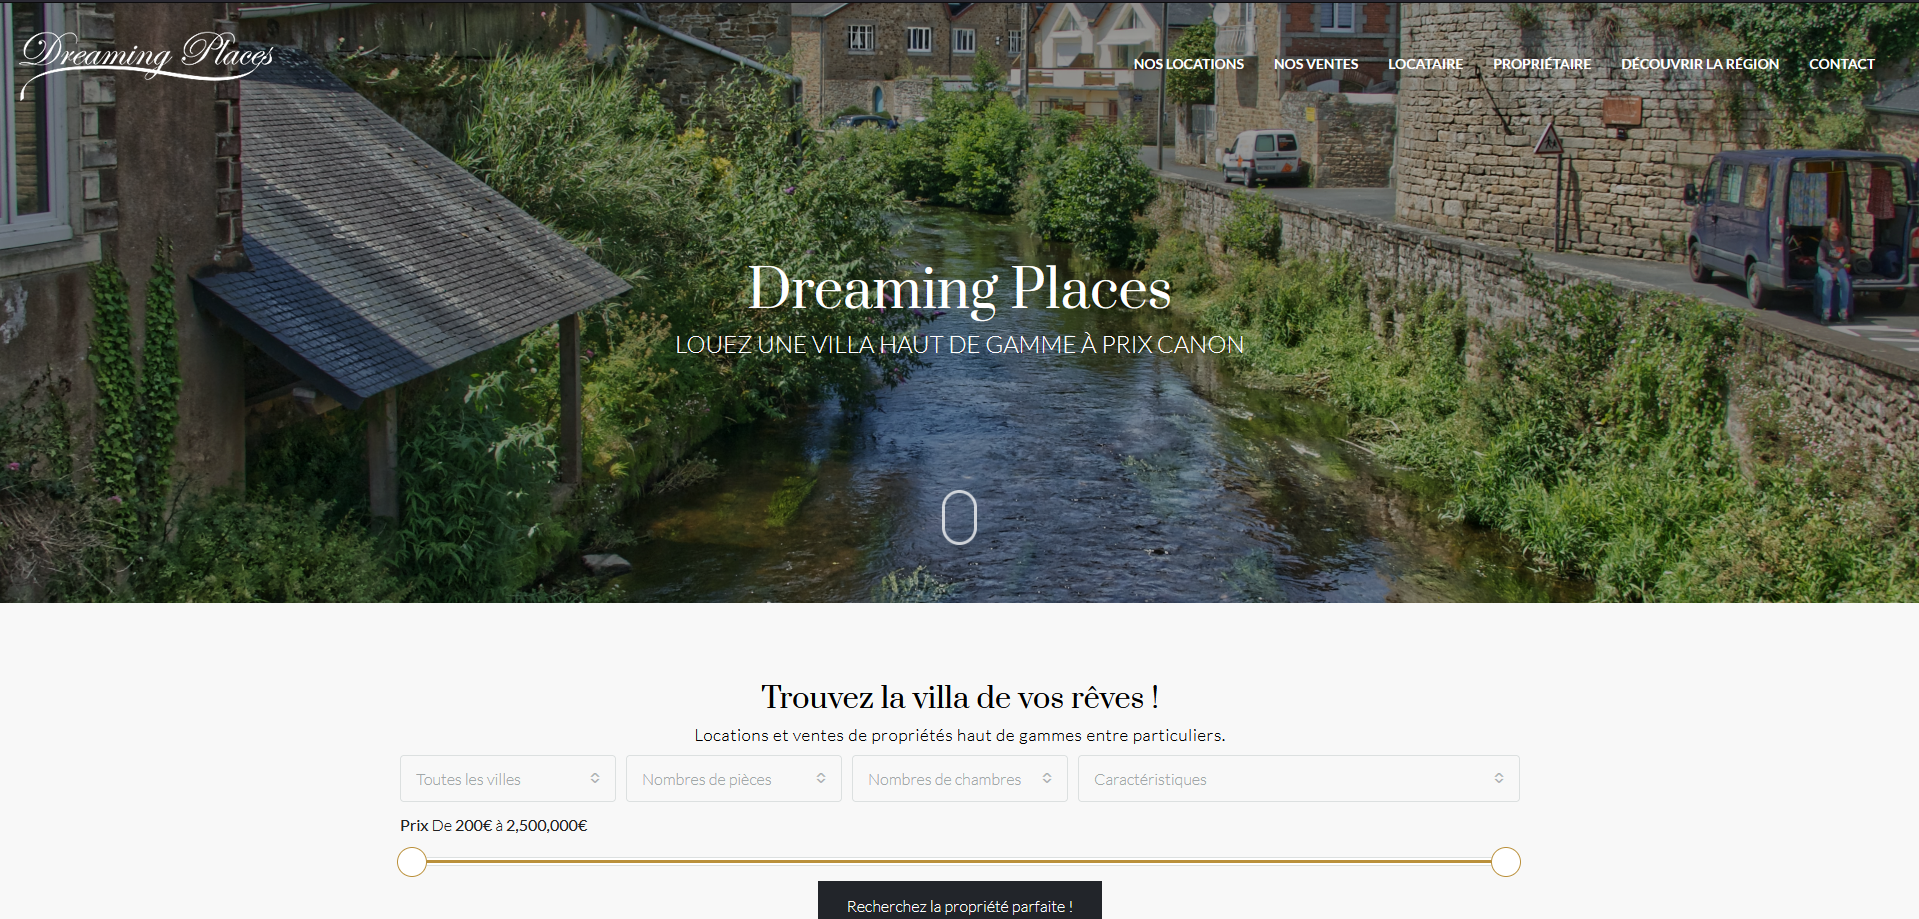 Dreaming Places
NOS LOCATIONS NOS VENTES LOCATAIRE PROPRIÉTAIRE DÉCOUVRIR LA RÉGION CONTACT
Dreaming Places
LOUEZ UNE VILLA HAUT DE GAMME À PRIX CANON
Trouvez la villa de vos rêves !
Locations et ventes de propriétés haut de gammes entre particuliers.
Toutes les villes Nombres de pièces Nombres de chambres Caractéristiques
Prix De 200€ à 2,500,000€
Recherchez la propriété parfaite !